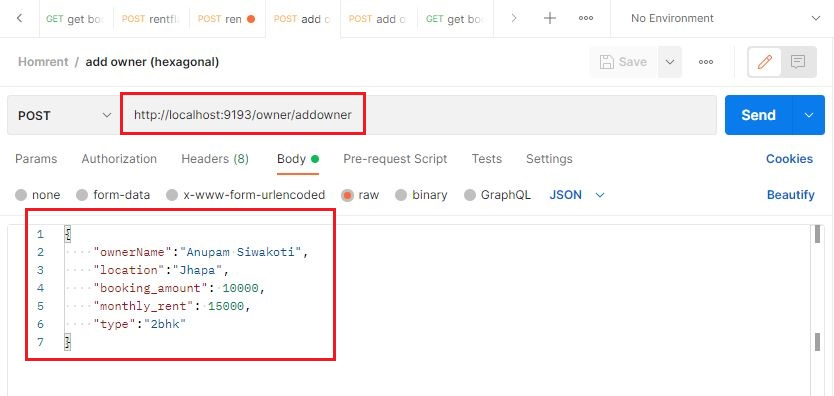 GET get boo POST rentfl POST ren POST add o POST add o GET get boo No Environment
Homrent / add owner (hexagonal) Save
POST http://localhost:9193/owner/addowner Send
Params Authorization Headers (8) Body Pre-request Script Tests Settings Cookies
none form-data x-www-form-urlencoded raw binary GraphQL JSON Beautify
1 {
2 "ownerName":"Anupam Siwakoti",
3 "location":"Jhapa",
4 "booking_amount": 10000,
5 "monthly_rent": 15000,
6 "type":"2bhk"
7 }